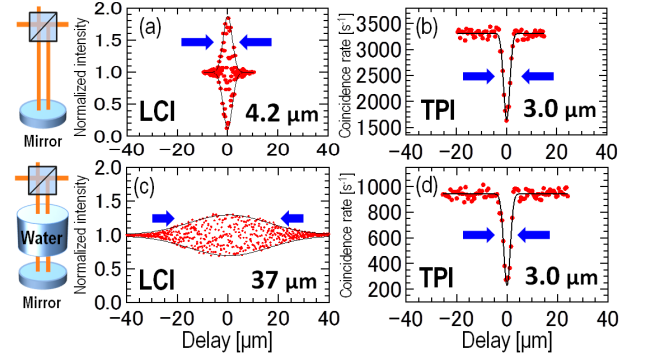 (a)
Normalized intensity
2.0
1.5
1.0
0.5
0.0
LCI
4.2 μm
-40 -20 0 20 40
Mirror
(b)
Coincidence rate [s⁻¹]
3500
3000
2500
2000
1500
TPI
3.0 μm
-40 -20 0 20 40
Water
Mirror
(c)
Normalized intensity
2.0
1.5
1.0
0.5
0.0
LCI
37 μm
-40 -20 0 20 40
Delay [μm]
(d)
Coincidence rate [s⁻¹]
1000
800
600
400
200
TPI
3.0 μm
-40 -20 0 20 40
Delay [μm]